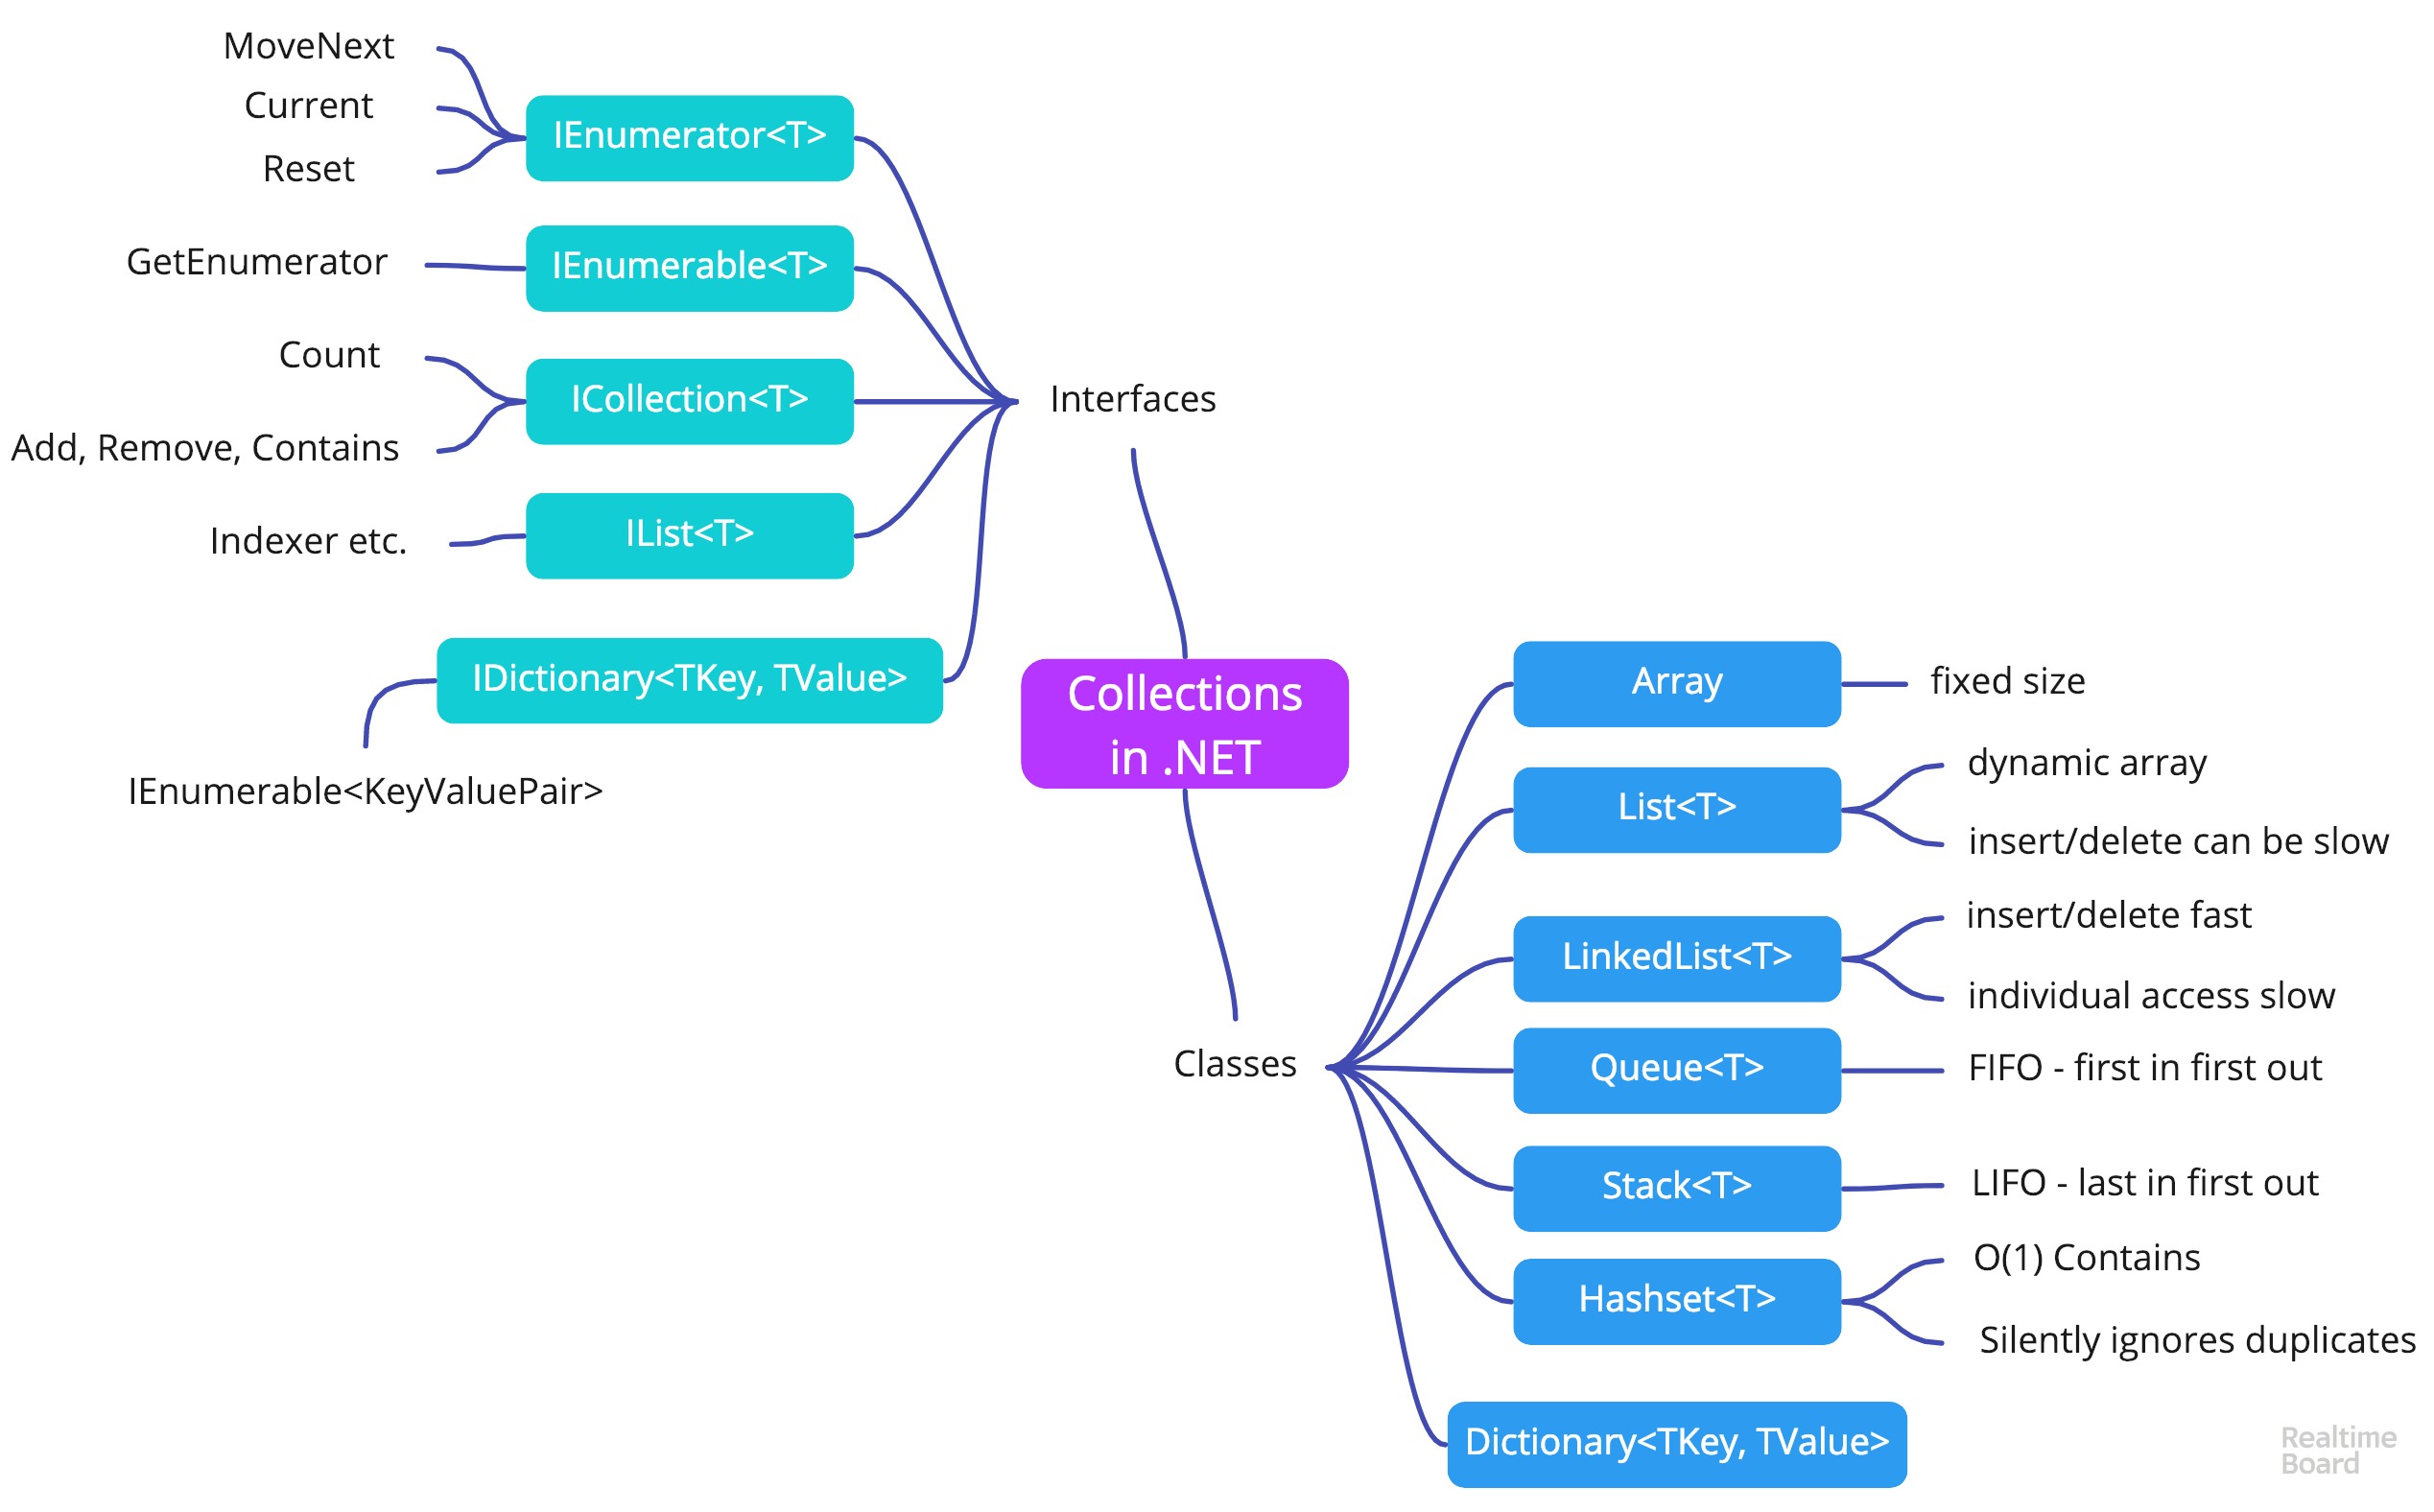 MoveNext
Current
Reset
IEnumerator<T>
GetEnumerator
IEnumerable<T>
Count
Add, Remove, Contains
ICollection<T>
Indexer etc.
IList<T>
IDictionary<TKey, TValue>
IEnumerable<KeyValuePair>
Interfaces
Collections
in .NET
Classes
Array
fixed size
List<T>
dynamic array
insert/delete can be slow
LinkedList<T>
insert/delete fast
individual access slow
Queue<T>
FIFO - first in first out
Stack<T>
LIFO - last in first out
Hashset<T>
O(1) Contains
Silently ignores duplicates
Dictionary<TKey, TValue>
Realtime
Board